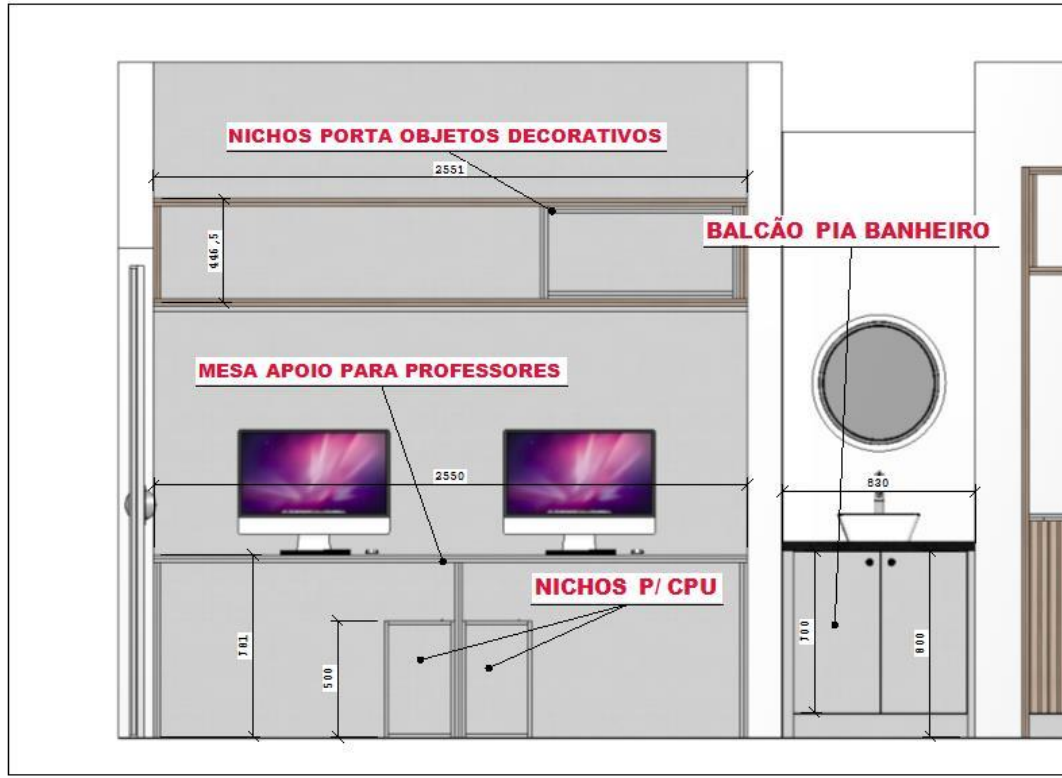 NICHOS PORTA OBJETOS DECORATIVOS
2551
446,5
BALCÃO PIA BANHEIRO
MESA APOIO PARA PROFESSORES
2550
830
NICHOS P/ CPU
781
500
700
800